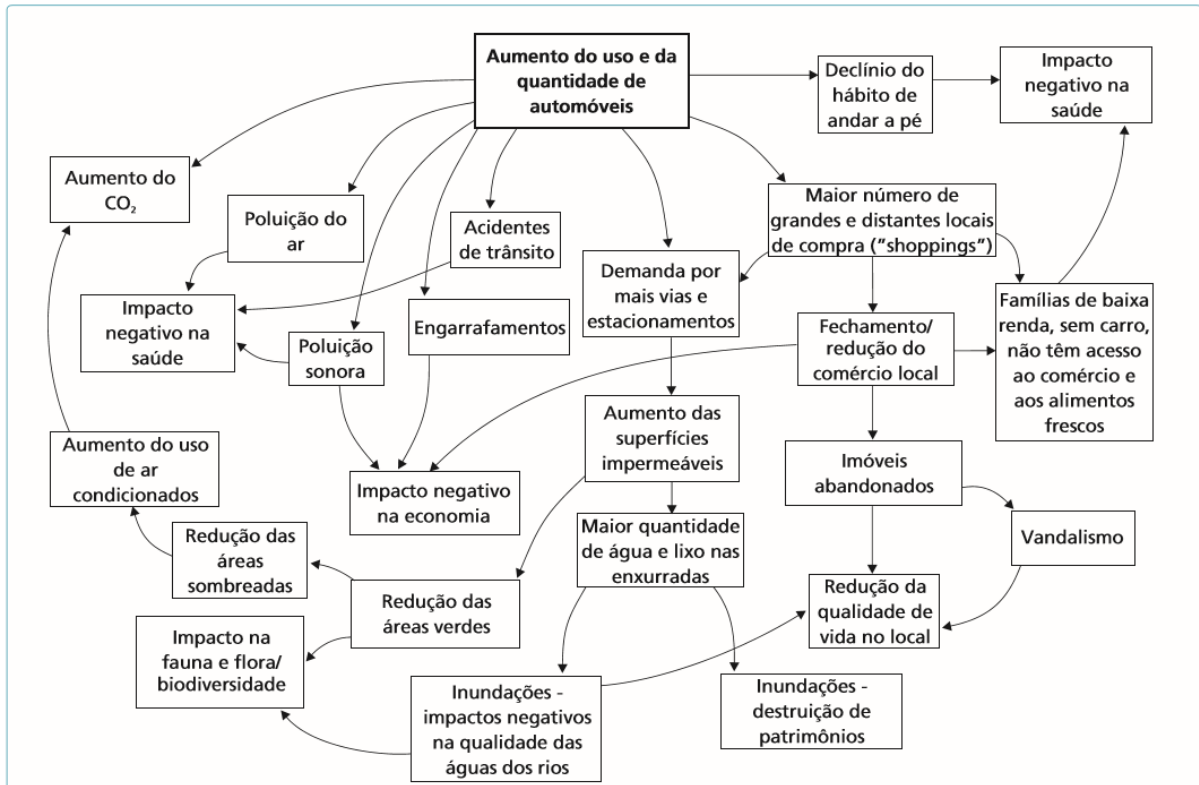 Aumento do uso e da
quantidade de
automóveis
Declínio do
hábito de
andar a pé
Impacto
negativo na
saúde
Aumento do
CO₂
Poluição do
ar
Acidentes
de trânsito
Maior número de
grandes e distantes locais
de compra ("shoppings")
Demanda por
mais vias e
estacionamentos
Impacto
negativo na
saúde
Poluição
sonora
Engarrafamentos
Fechamento/
redução do
comércio local
Famílias de baixa
renda, sem carro,
não têm acesso
ao comércio e
aos alimentos
frescos
Aumento do uso
de ar
condicionados
Impacto negativo
na economia
Aumento das
superfícies
impermeáveis
Imóveis
abandonados
Redução das
áreas
sombreadas
Maior quantidade
de água e lixo nas
enxurradas
Vandalismo
Redução das
áreas verdes
Redução da
qualidade de
vida no local
Impacto na
fauna e flora/
biodiversidade
Inundações -
impactos negativos
na qualidade das
águas dos rios
Inundações -
destruição de
patrimônios